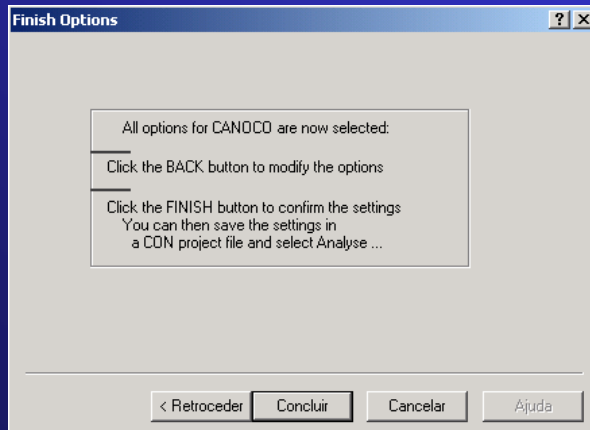 Finish Options
All options for CANOCO are now selected:
Click the BACK button to modify the options
Click the FINISH button to confirm the settings
You can then save the settings in
a CON project file and select Analyse ...
< Retroceder Concluir Cancelar Ajuda